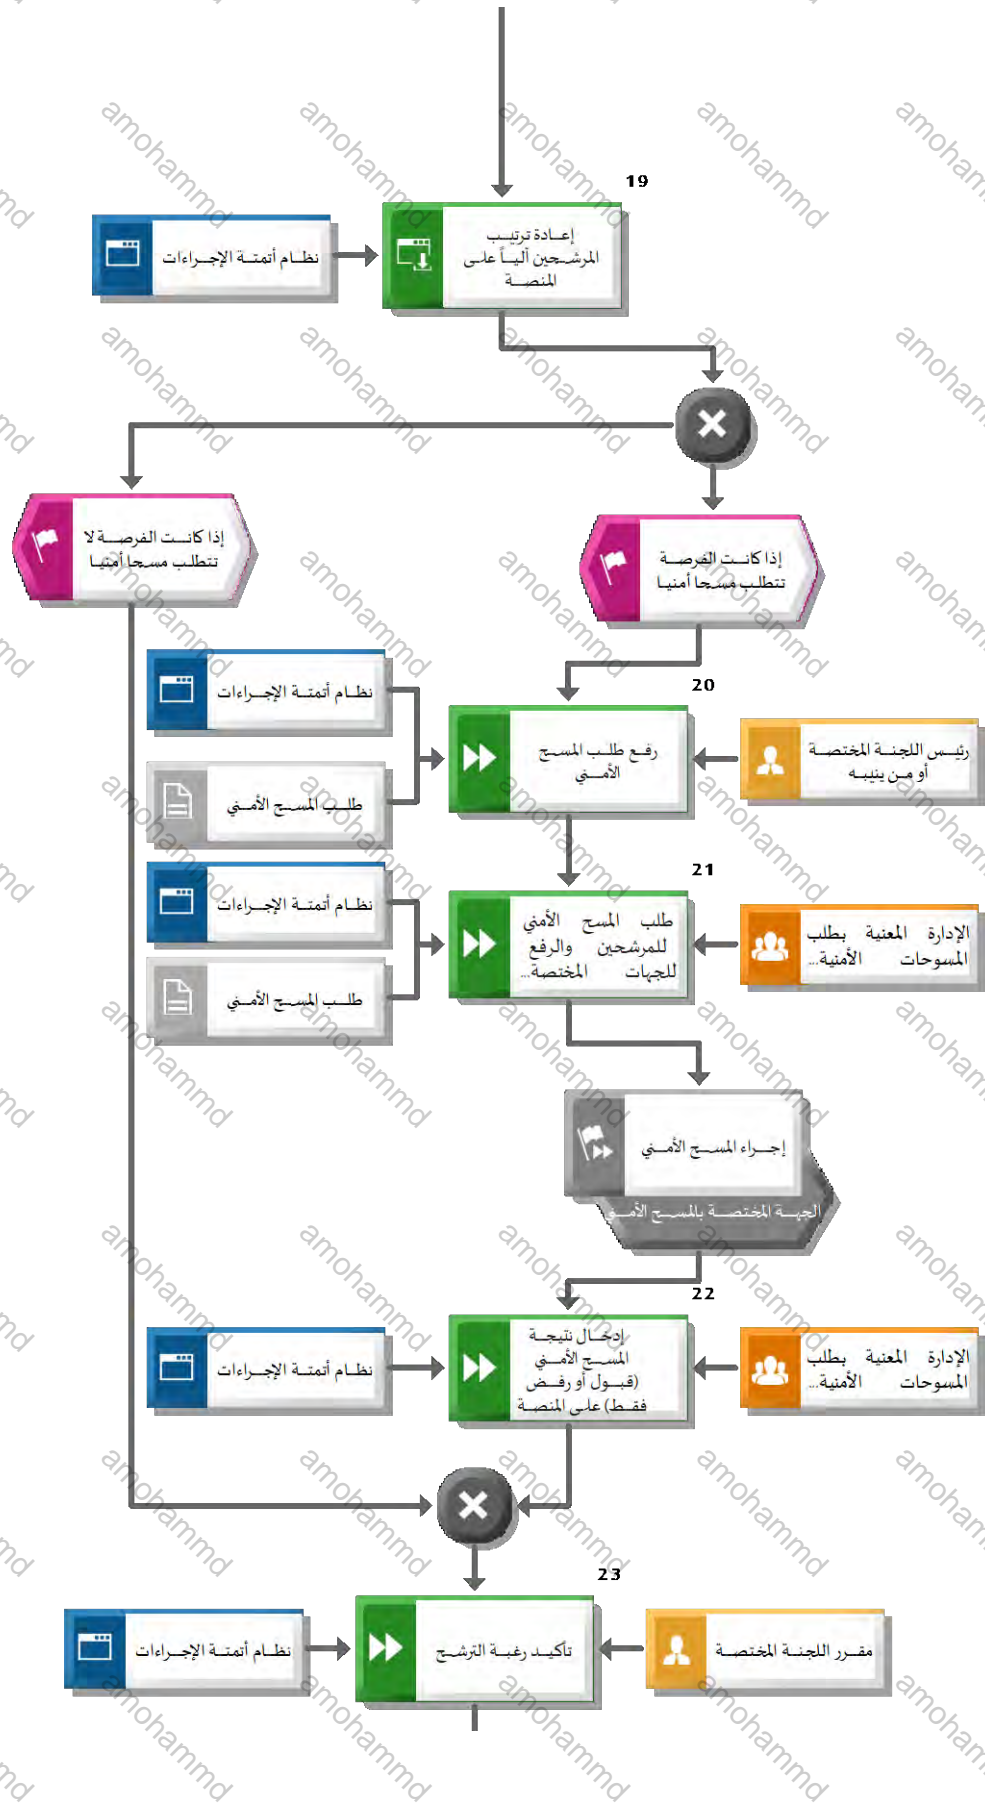 19
إعادة ترتيب
المرشحين ألياً على
المنصة
نظام أتمتة الإجراءات
إذا كانت الفرصة لا
تتطلب مسحا أمنيا
إذا كانت الفرصة
تتطلب مسحا أمنيا
20
رئيس اللجنة المختصة
أو من ينيبه
رفع طلب المسح
الأمني
نظام أتمتة الإجراءات
طلب المسح الأمني
21
الإدارة المعنية بطلب
المسوحات الأمنية...
طلب المسح الأمني
للمرشحين والرفع
للجهات المختصة...
نظام أتمتة الإجراءات
طلب المسح الأمني
إجراء المسح الأمني
الجهة المختصة بالمسح الأمني
22
الإدارة المعنية بطلب
المسوحات الأمنية...
إدخال نتيجة
المسح الأمني
(قبول أو رفض
فقط) على المنصة
نظام أتمتة الإجراءات
23
مقرر اللجنة المختصة
تأكيد رغبة الترشح
نظام أتمتة الإجراءات
amohammd